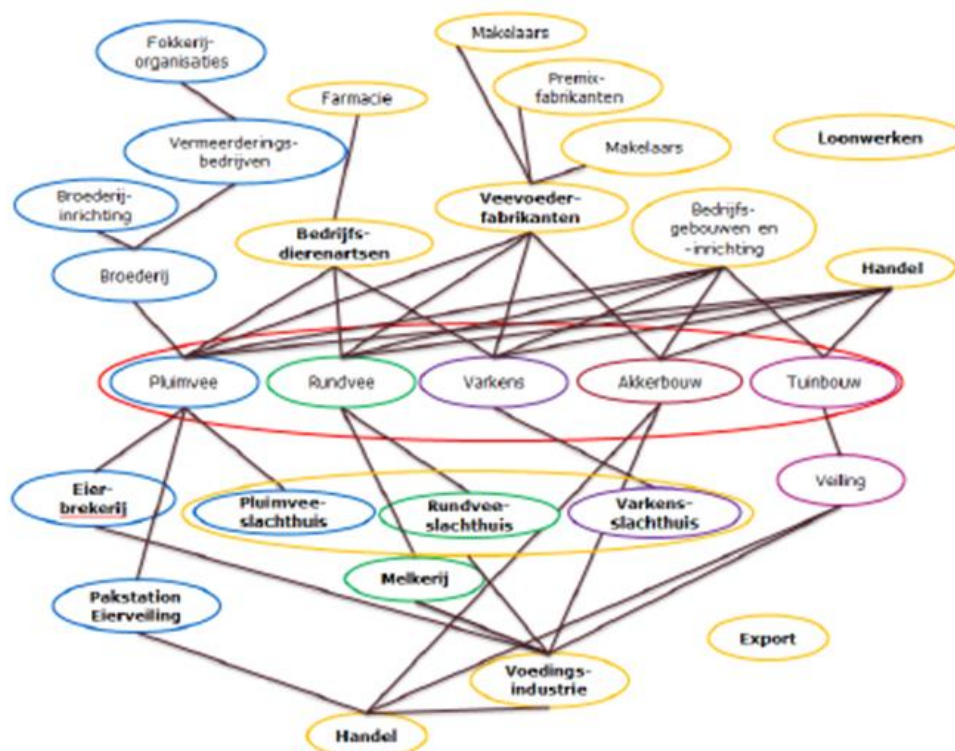 Fokkerij-
organisaties
Makelaars
Farmacie
Premix-
fabrikanten
Vermeerderings-
bedrijven
Makelaars
Loonwerken
Broederij-
inrichting
Veevoeder-
fabrikanten
Bedrijfs-
gebouwen en
-inrichting
Bedrijfs-
dierenartsen
Broederij
Handel
Pluimvee
Rundvee
Varkens
Akkerbouw
Tuinbouw
Eier-
brekerij
Pluimvee-
slachthuis
Rundvee-
slachthuis
Varkens-
slachthuis
Veiling
Melkerij
Pakstation
Eierveiling
Export
Voedings-
industrie
Handel